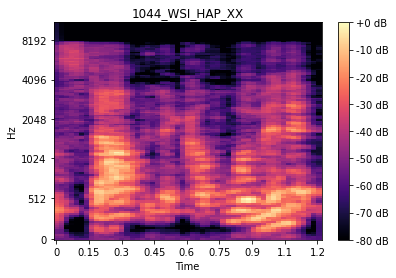 1044_WSI_HAP_XX
+0 dB
8192
-10 dB
4096
-20 dB
-30 dB
2048
Hz
-40 dB
1024
-50 dB
512
-60 dB
-70 dB
0
-80 dB
0 0.15 0.3 0.45 0.6 0.75 0.9 1.1 1.2
Time